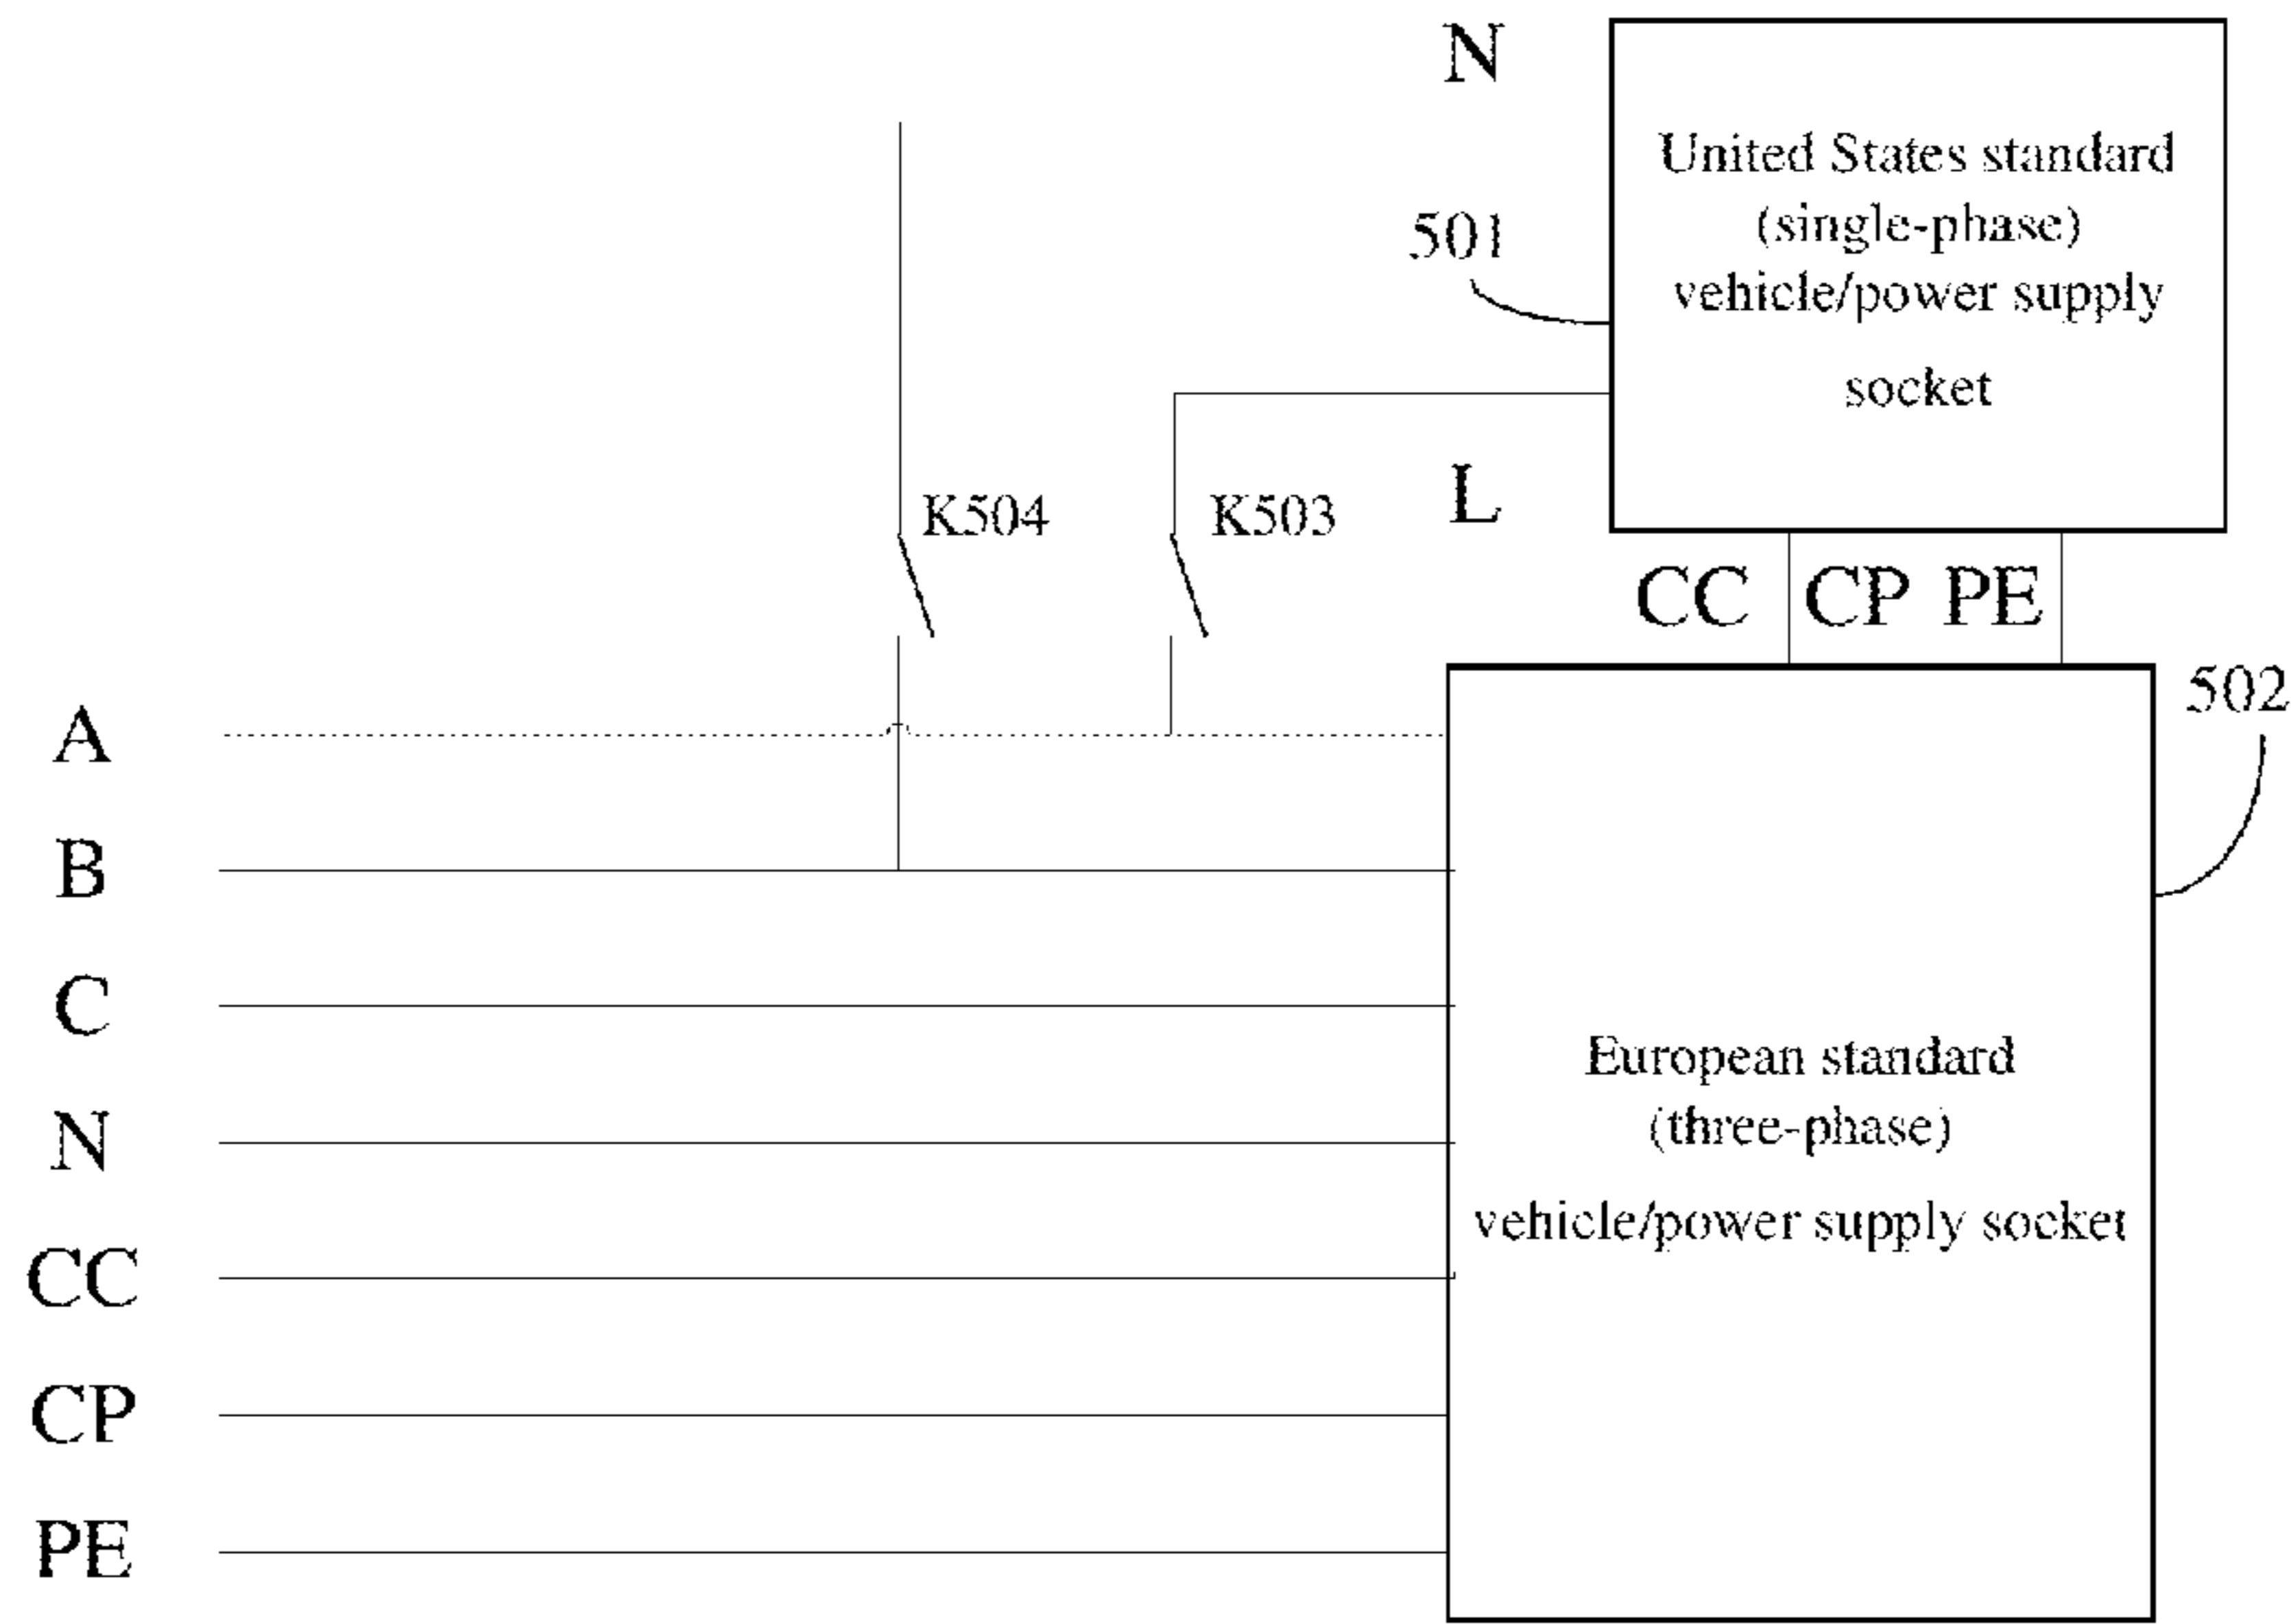 N
United States standard
(single-phase)
vehicle/power supply
socket
501
K504
K503
L
CC CP PE
502
A
B
C
N
CC
CP
PE
European standard
(three-phase)
vehicle/power supply socket